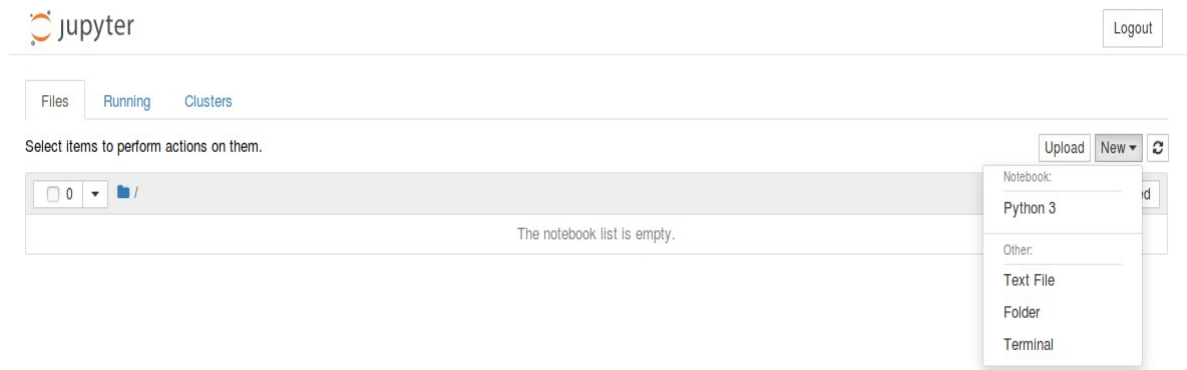 jupyter
Logout
Files Running Clusters
Select items to perform actions on them.
Upload New
0 /
Notebook:
Python 3
The notebook list is empty.
Other:
Text File
Folder
Terminal